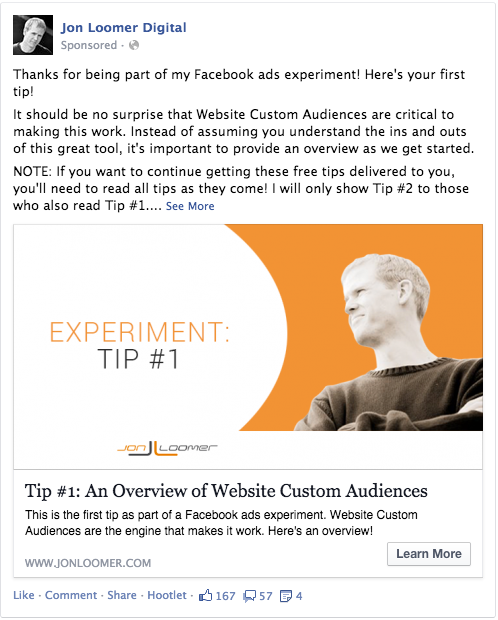 Jon Loomer Digital
Sponsored ·
Thanks for being part of my Facebook ads experiment! Here's your first
tip!
It should be no surprise that Website Custom Audiences are critical to
making this work. Instead of assuming you understand the ins and outs
of this great tool, it's important to provide an overview as we get started.
NOTE: If you want to continue getting these free tips delivered to you,
you'll need to read all tips as they come! I will only show Tip #2 to those
who also read Tip #1.... See More
EXPERIMENT:
TIP #1
JON LOOMER
Tip #1: An Overview of Website Custom Audiences
This is the first tip as part of a Facebook ads experiment. Website Custom
Audiences are the engine that makes it work. Here's an overview!
WWW.JONLOOMER.COM
Learn More
Like · Comment · Share · Hootlet · 167 57 4